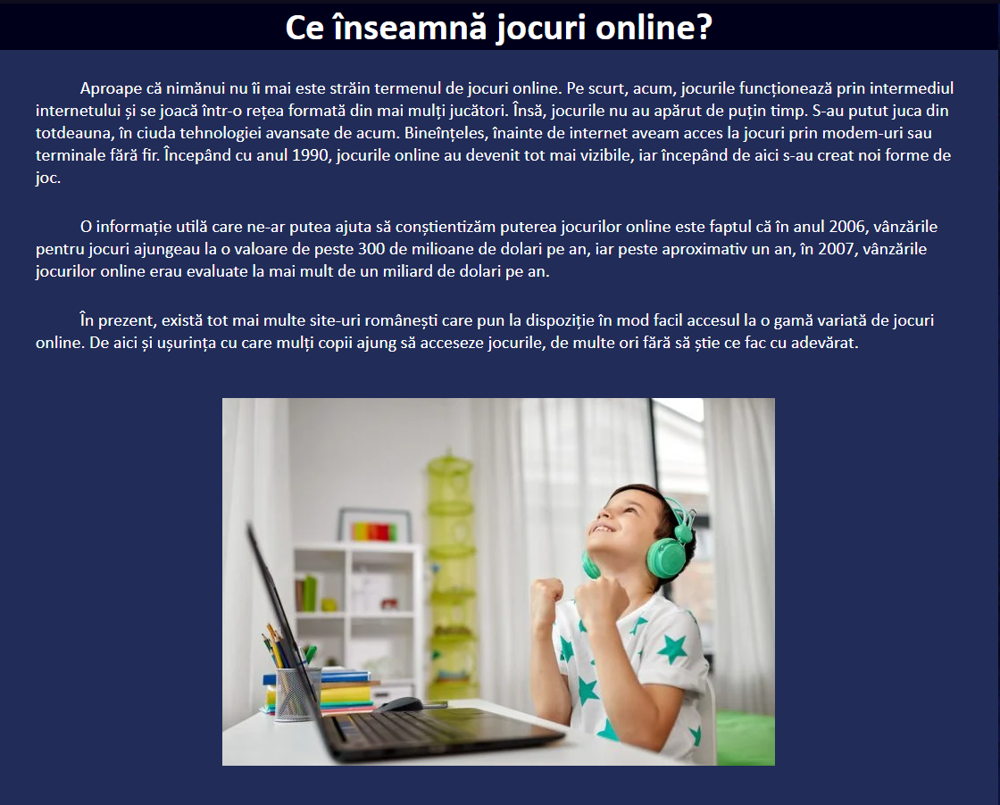 Ce înseamnă jocuri online?
Aproape că nimănui nu îi mai este străin termenul de jocuri online. Pe scurt, acum, jocurile funcționează prin intermediul
internetului și se joacă într-o rețea formată din mai mulți jucători. Însă, jocurile nu au apărut de puțin timp. S-au putut juca din
totdeauna, în ciuda tehnologiei avansate de acum. Bineînțeles, înainte de internet aveam acces la jocuri prin modem-uri sau
terminale fără fir. Începând cu anul 1990, jocurile online au devenit tot mai vizibile, iar începând de aici s-au creat noi forme de
joc.
O informație utilă care ne-ar putea ajuta să conștientizăm puterea jocurilor online este faptul că în anul 2006, vânzările
pentru jocuri ajungeau la o valoare de peste 300 de milioane de dolari pe an, iar peste aproximativ un an, în 2007, vânzările
jocurilor online erau evaluate la mai mult de un miliard de dolari pe an.
În prezent, există tot mai multe site-uri românești care pun la dispoziție în mod facil accesul la o gamă variată de jocuri
online. De aici și ușurința cu care mulți copii ajung să acceseze jocurile, de multe ori fără să știe ce fac cu adevărat.